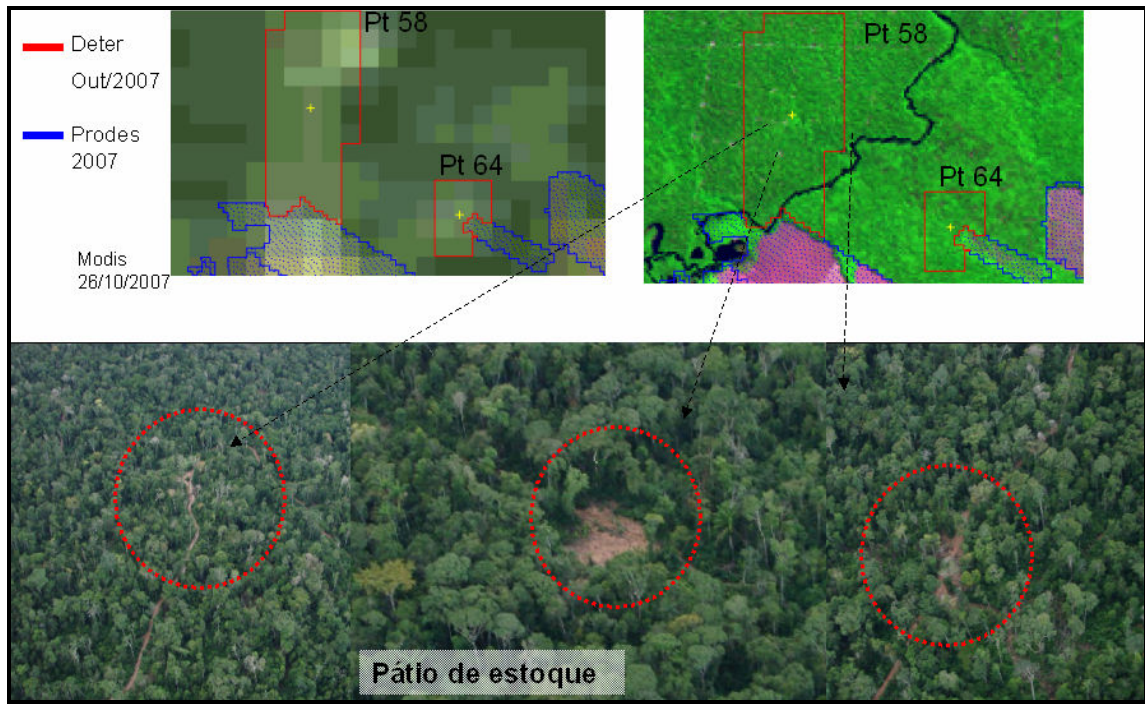 Deter
Out/2007
Prodes
2007
Modis
26/10/2007
Pt 58
Pt 64
Pt 58
Pt 64
Pátio de estoque